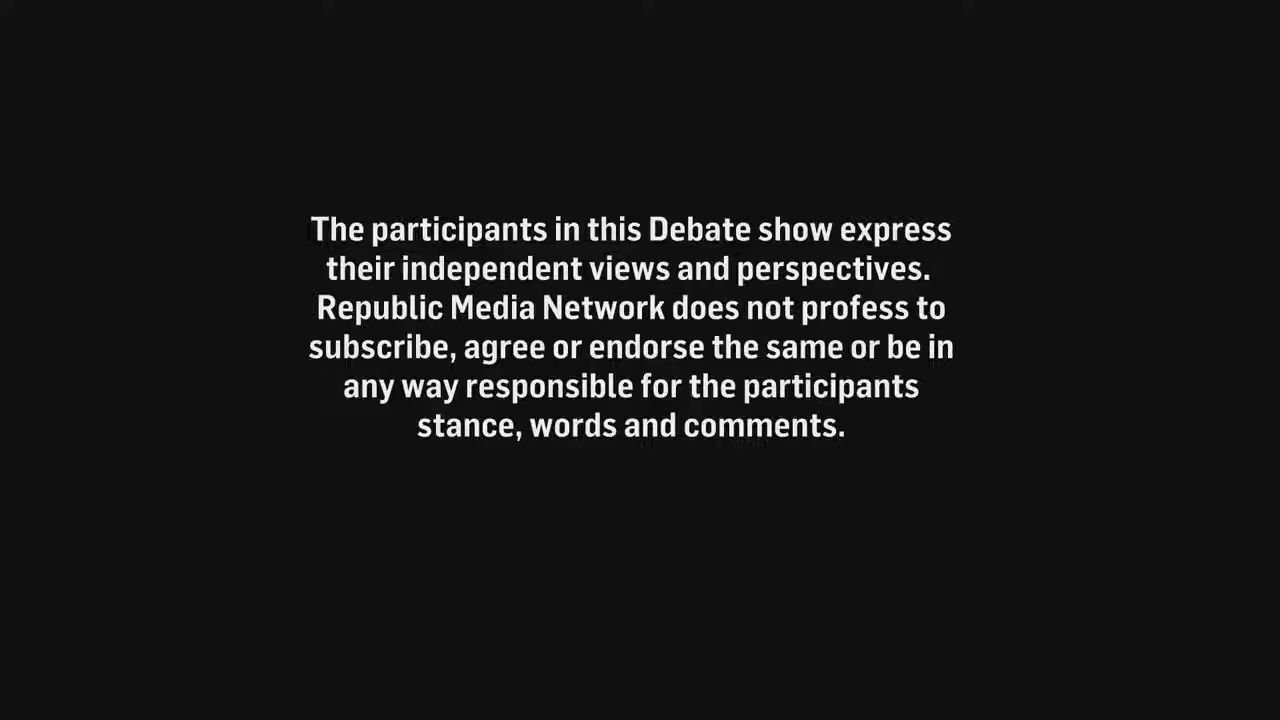 The participants in this Debate show express
their independent views and perspectives.
Republic Media Network does not profess to
subscribe, agree or endorse the same or be in
any way responsible for the participants
stance, words and comments.